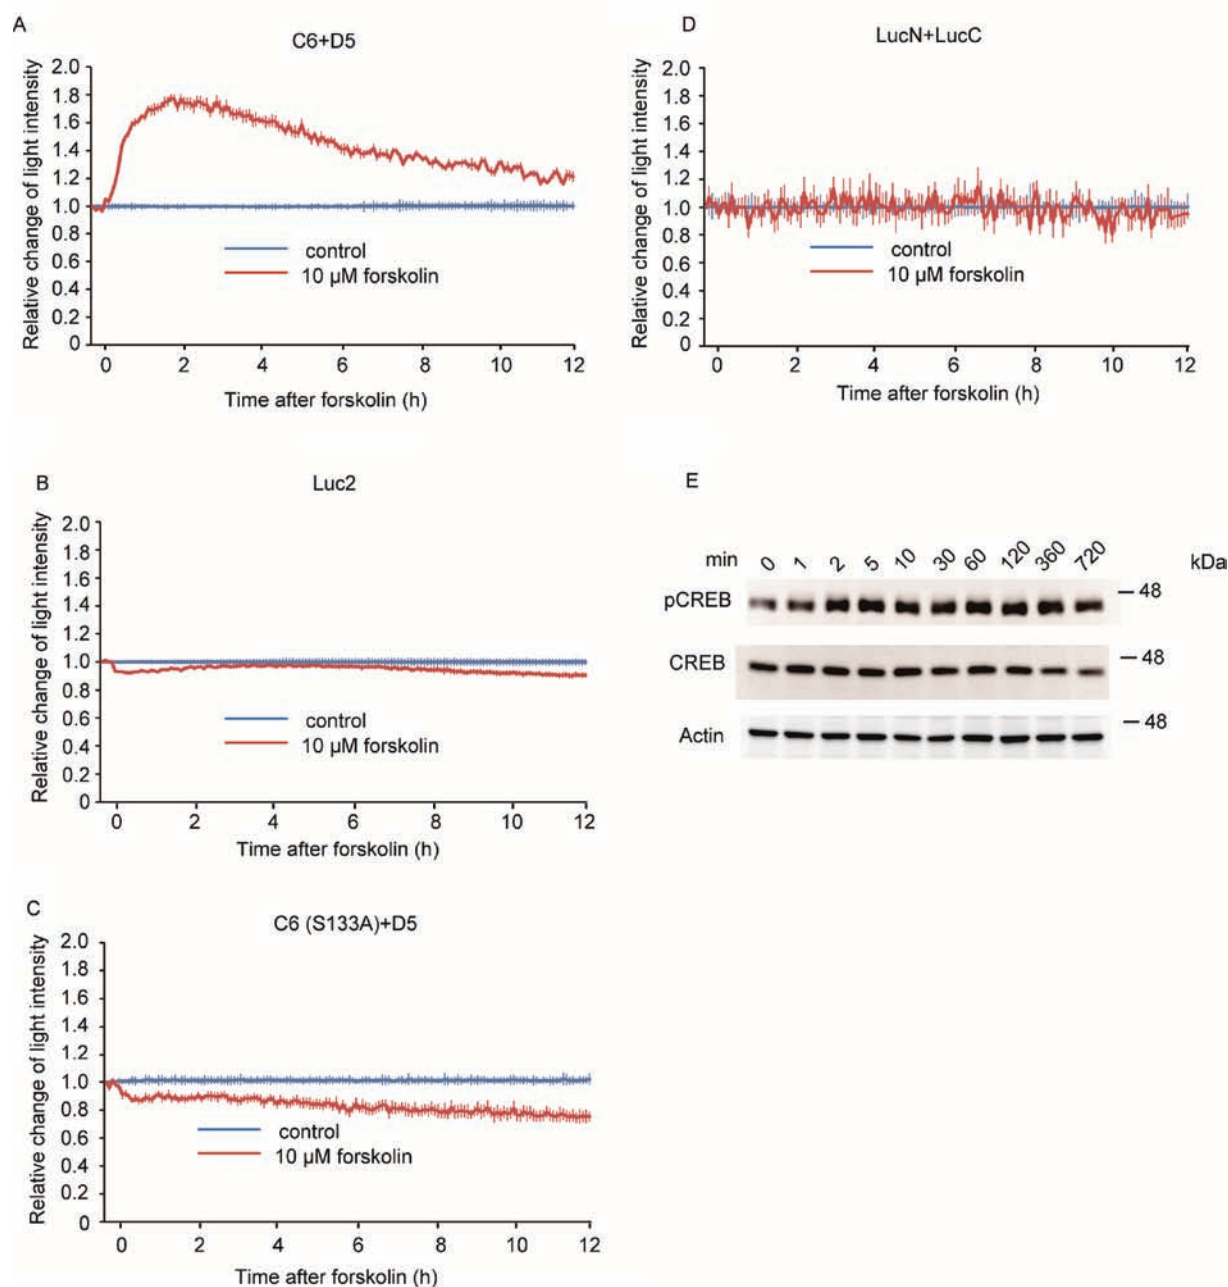 A
C6+D5
Relative change of light intensity
2.0
1.8
1.6
1.4
1.2
1.0
0.8
0.6
0.4
0.2
0
control
10 µM forskolin
0 2 4 6 8 10 12
Time after forskolin (h)
B
Luc2
Relative change of light intensity
2.0
1.8
1.6
1.4
1.2
1.0
0.8
0.6
0.4
0.2
0
control
10 µM forskolin
0 2 4 6 8 10 12
Time after forskolin (h)
C
C6 (S133A)+D5
Relative change of light intensity
2.0
1.8
1.6
1.4
1.2
1.0
0.8
0.6
0.4
0.2
0
control
10 µM forskolin
0 2 4 6 8 10 12
Time after forskolin (h)
D
LucN+LucC
Relative change of light intensity
2.0
1.8
1.6
1.4
1.2
1.0
0.8
0.6
0.4
0.2
0
control
10 µM forskolin
0 2 4 6 8 10 12
Time after forskolin (h)
E
min 0 1 2 5 10 30 60 120 360 720 kDa
pCREB 48
CREB 48
Actin 48